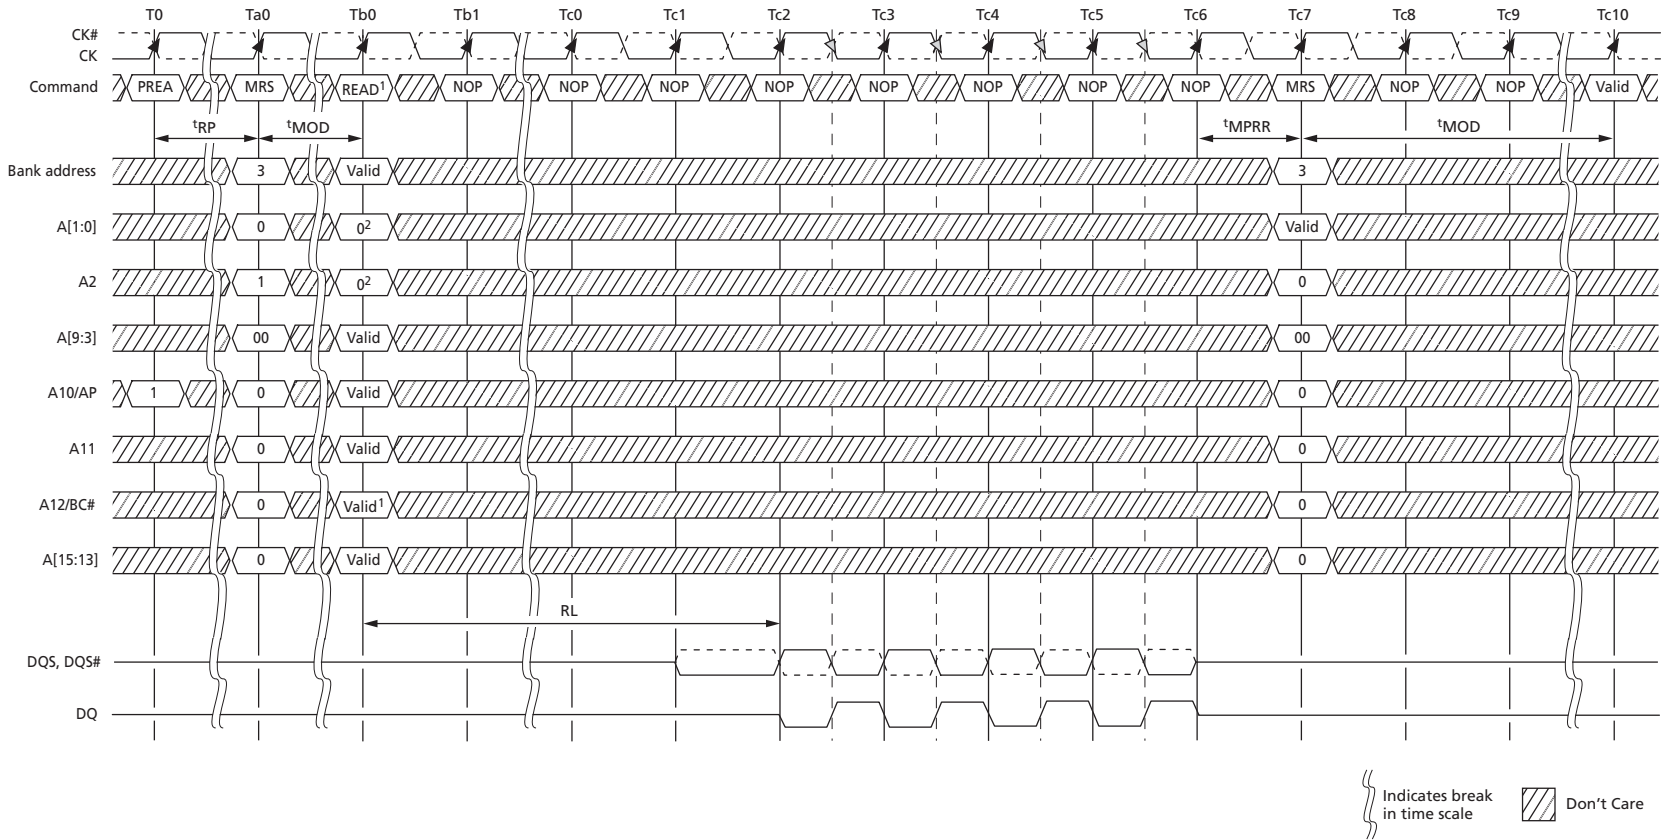 T0 Ta0 Tb0 Tb1 Tc0 Tc1 Tc2 Tc3 Tc4 Tc5 Tc6 Tc7 Tc8 Tc9 Tc10
CK#
CK
Command PREA MRS READ¹ NOP NOP NOP NOP NOP NOP NOP NOP MRS NOP NOP Valid
tRP tMOD tMPRR tMOD
Bank address 3 Valid 3
A[1:0] 0 0² Valid
A2 1 0² 0
A[9:3] 00 Valid 00
A10/AP 1 0 Valid 0
A11 0 Valid 0
A12/BC# 0 Valid¹ 0
A[15:13] 0 Valid 0
RL
DQS, DQS#
DQ
Indicates break
in time scale
Don't Care